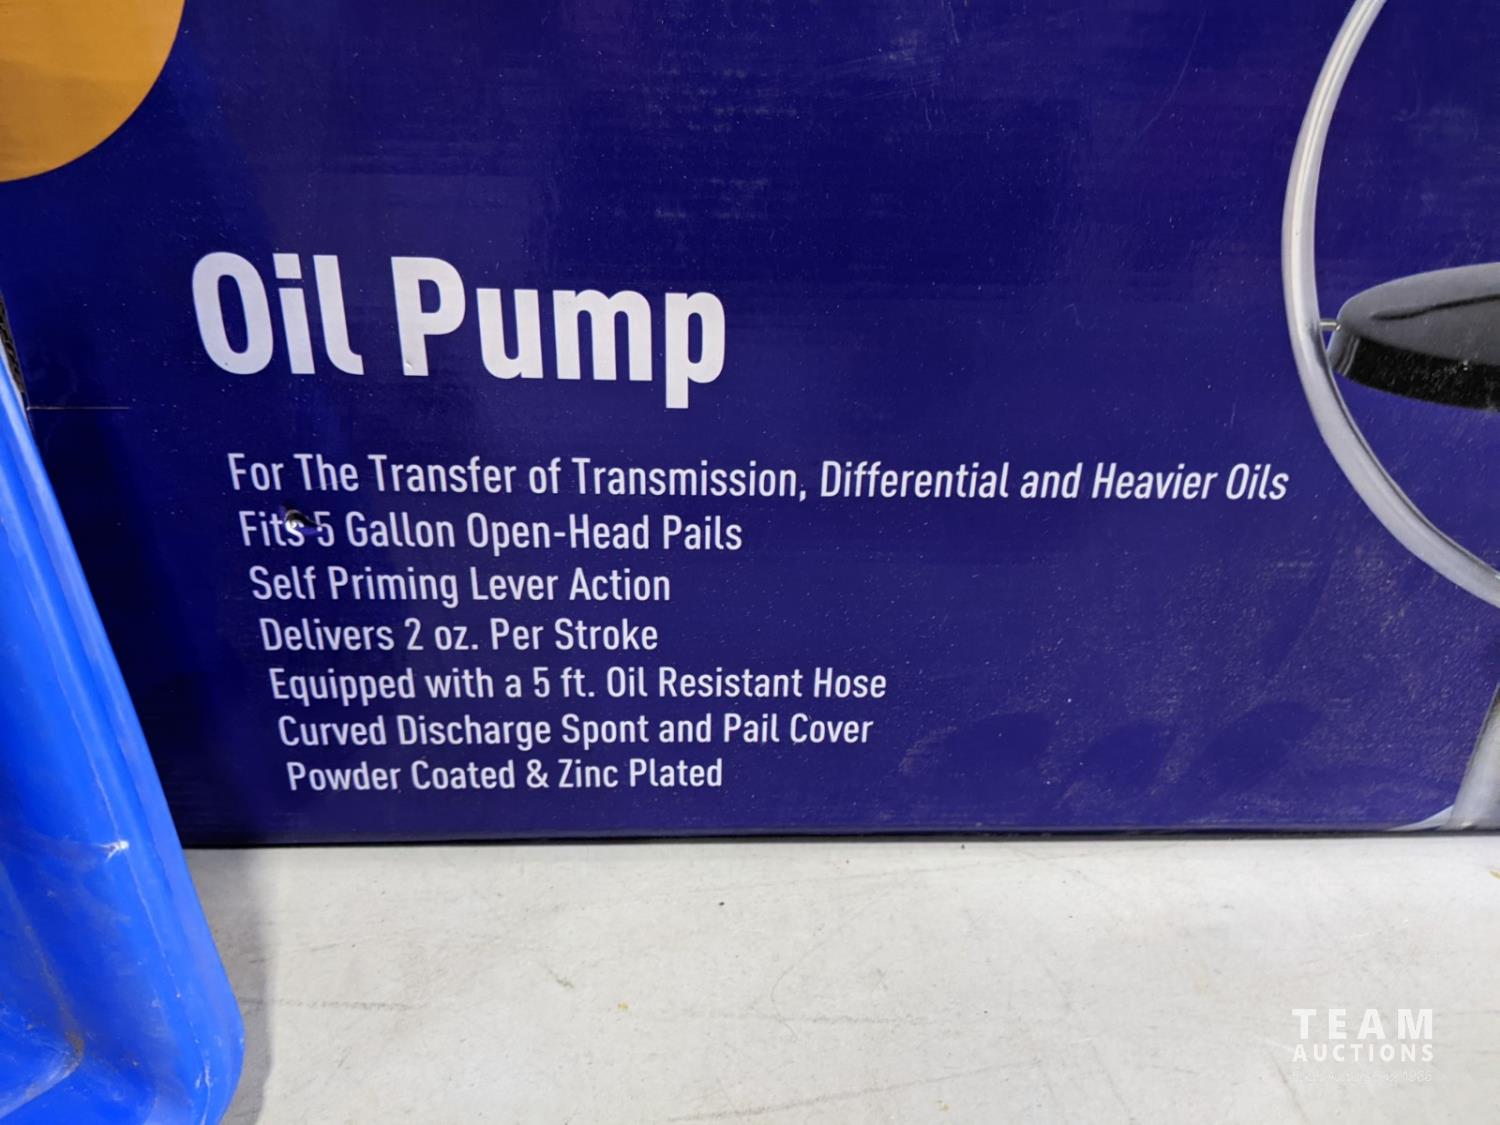 Oil Pump
For The Transfer of Transmission, Differential and Heavier Oils
Fits 5 Gallon Open-Head Pails
Self Priming Lever Action
Delivers 2 oz. Per Stroke
Equipped with a 5 ft. Oil Resistant Hose
Curved Discharge Spont and Pail Cover
Powder Coated & Zinc Plated
TEAM
AUCTIONS